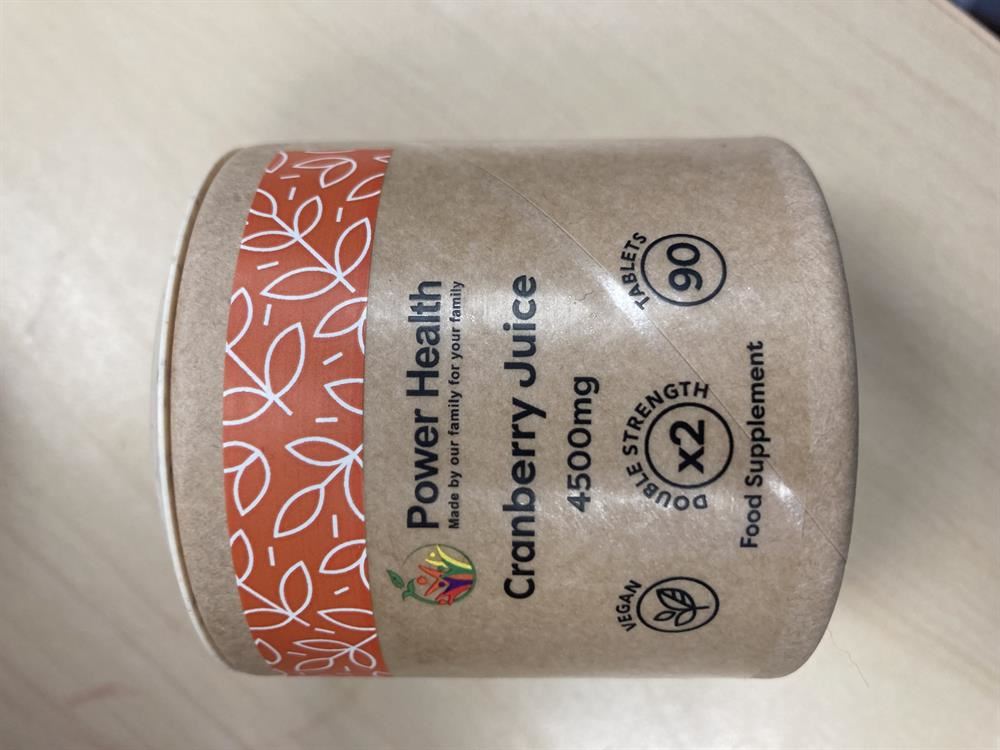 Power Health
Made by our family for your family
Cranberry Juice
4500mg
VEGAN
DOUBLE STRENGTH
x2
TABLETS
90
Food Supplement